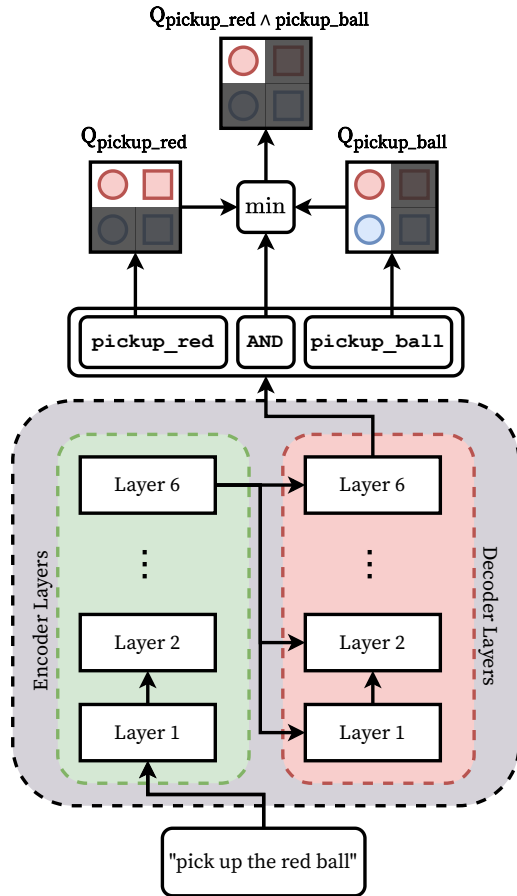 Qpickup_red ∧ pickup_ball
Qpickup_red
Qpickup_ball
min
pickup_red
AND
pickup_ball
Encoder Layers
Layer 6
Layer 6
Decoder Layers
⋮
⋮
Layer 2
Layer 2
Layer 1
Layer 1
"pick up the red ball"